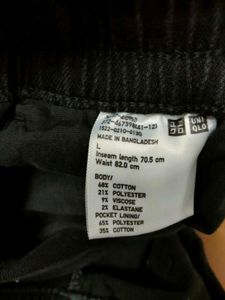 MADE IN BANGLADESH
L
Inseam length 70.5 cm
Waist 82.0 cm
BODY/
68% COTTON
21% POLYESTER
9% VISCOSE
2% ELASTANE
POCKET LINING/
65% POLYESTER
35% COTTON
UNI
QLO